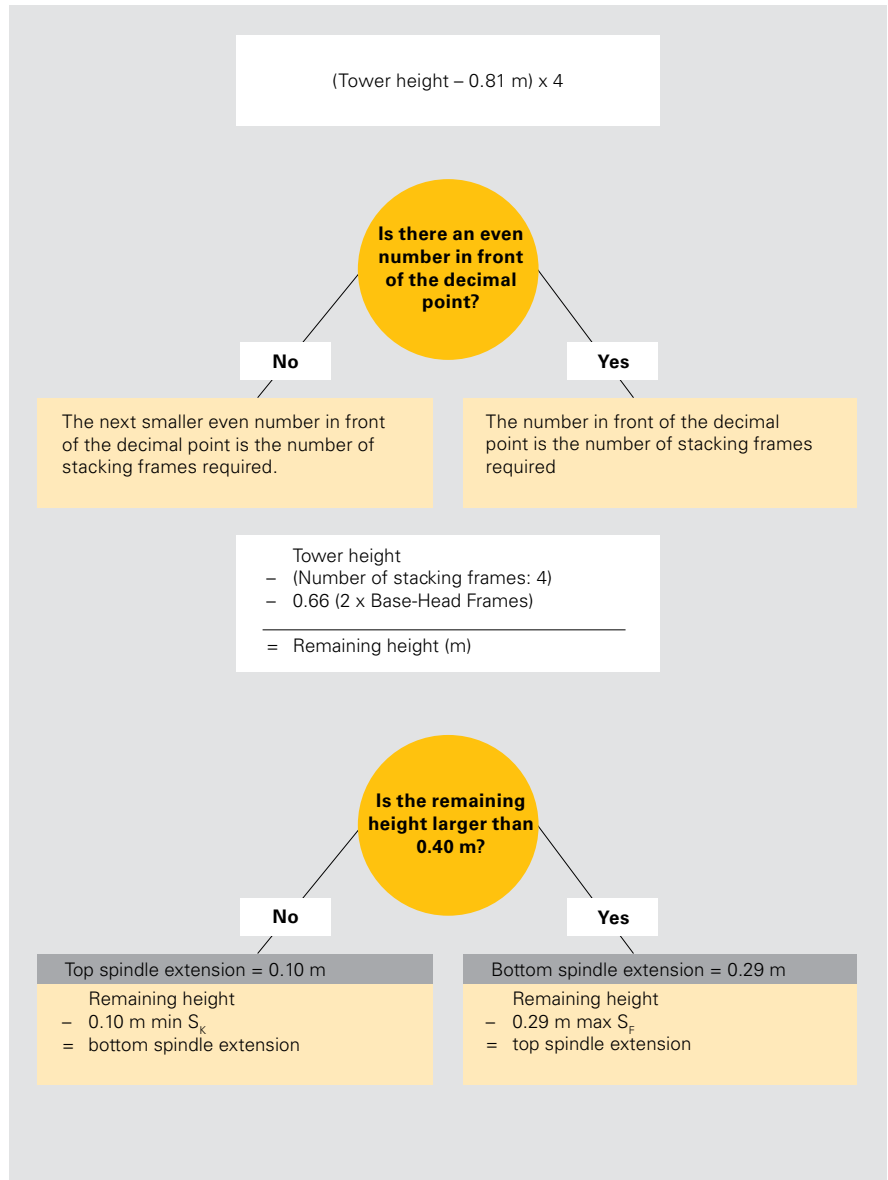 (Tower height – 0.81 m) x 4
Is there an even
number in front
of the decimal
point?
No
Yes
The next smaller even number in front
of the decimal point is the number of
stacking frames required.
The number in front of the decimal
point is the number of stacking frames
required
Tower height
– (Number of stacking frames: 4)
– 0.66 (2 x Base-Head Frames)
= Remaining height (m)
Is the remaining
height larger than
0.40 m?
No
Yes
Top spindle extension = 0.10 m
Remaining height
– 0.10 m min S_K
= bottom spindle extension
Bottom spindle extension = 0.29 m
Remaining height
– 0.29 m max S_F
= top spindle extension